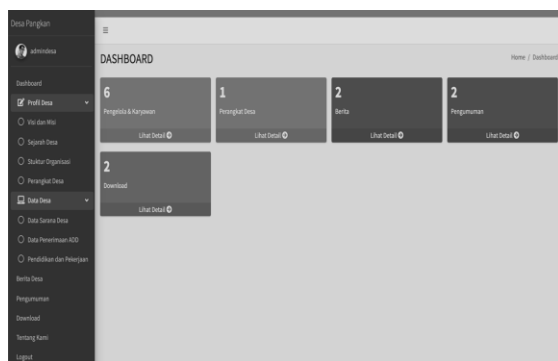 Desa Pangkan
admindesa
Dashboard
Profil Desa
Visi dan Misi
Sejarah Desa
Stuktur Organisasi
Perangkat Desa
Data Desa
Data Sarana Desa
Data Penerimaan ADD
Pendidikan dan Pekerjaan
Berita Desa
Pengumuman
Download
Tentang Kami
Logout
DASHBOARD
Home / Dashboard
6
Pengelola & Karyawan
Lihat Detail
1
Perangkat Desa
Lihat Detail
2
Berita
Lihat Detail
2
Pengumuman
Lihat Detail
2
Download
Lihat Detail